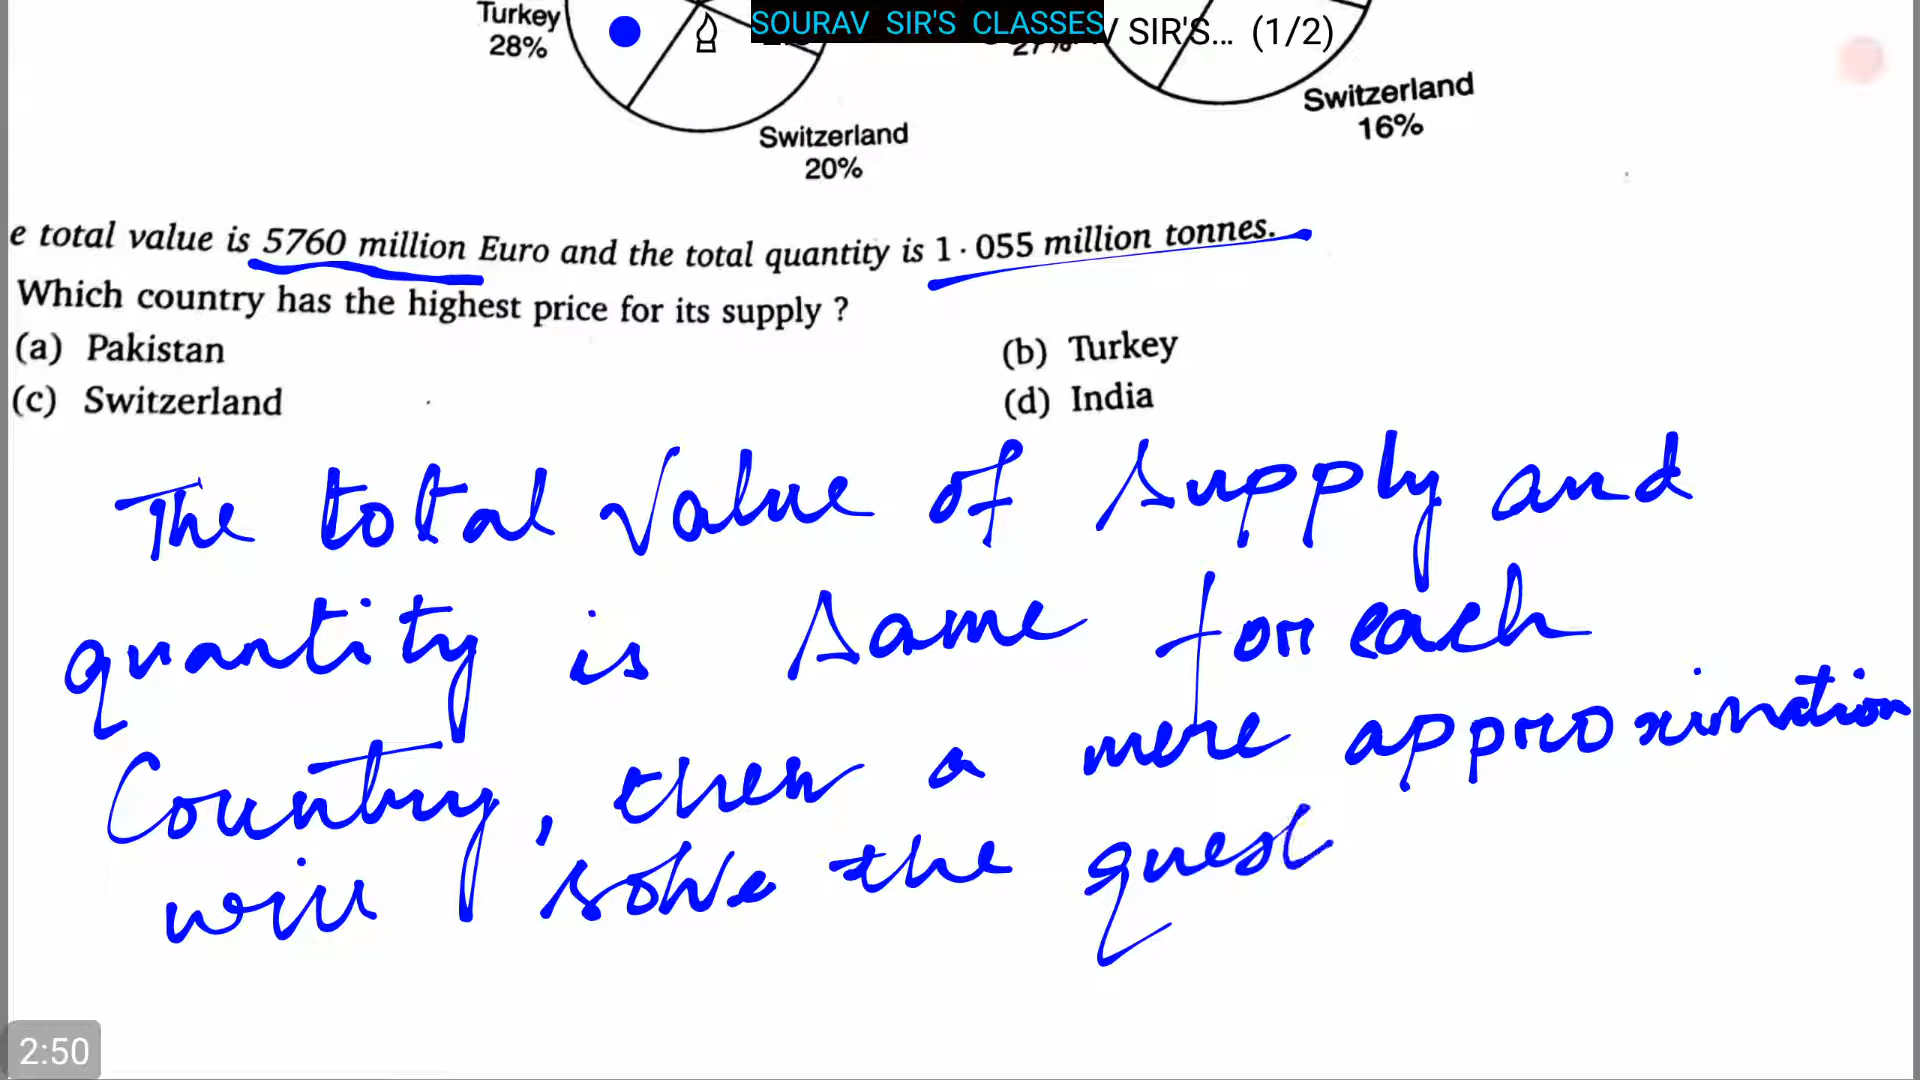 Turkey
28%
SOURAV SIR'S CLASSES
SIR'S... (1/2)
27%
Switzerland
16%
Switzerland
20%
e total value is 5760 million Euro and the total quantity is 1·055 million tonnes.
Which country has the highest price for its supply ?
(a) Pakistan
(b) Turkey
(c) Switzerland
(d) India
The total value of supply and
quantity is same for each
Country, then a mere approximation
will solve the quest
2:50